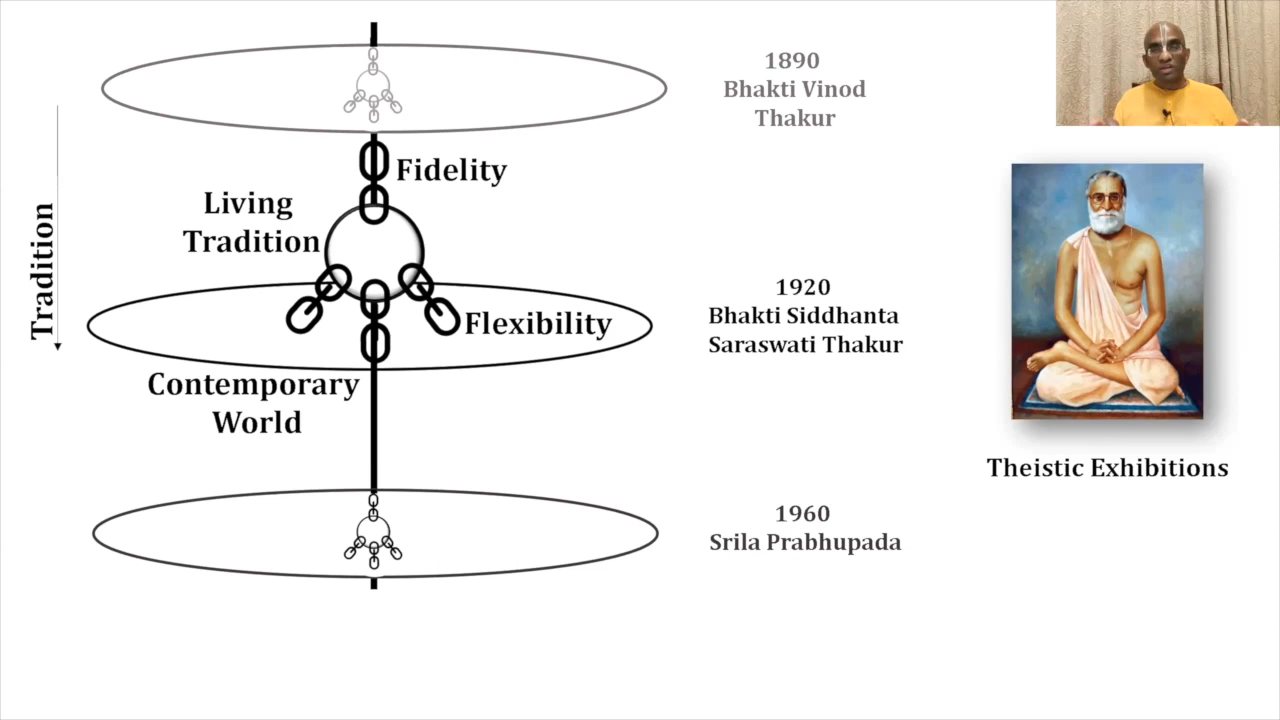 1890
Bhakti Vinod
Thakur
Fidelity
Living
Tradition
Tradition
1920
Bhakti Siddhanta
Saraswati Thakur
Flexibility
Contemporary
World
Theistic Exhibitions
1960
Srila Prabhupada